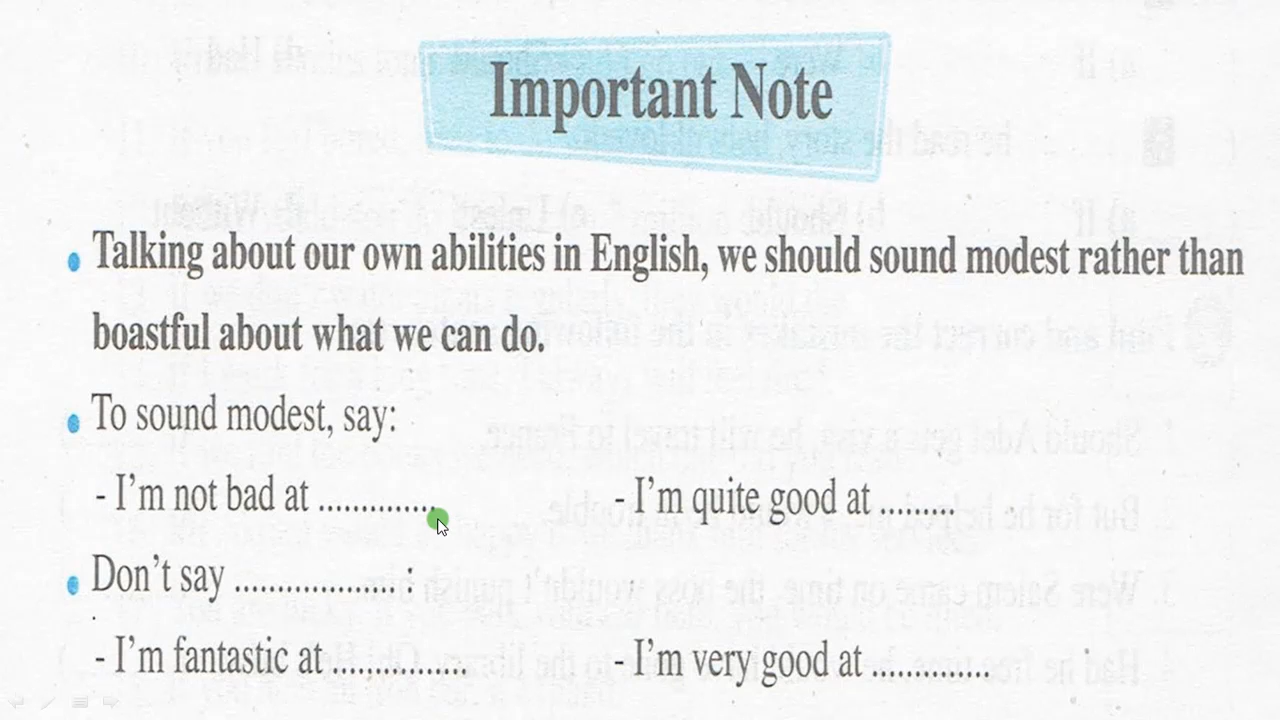 Important Note
Talking about our own abilities in English, we should sound modest rather than
boastful about what we can do.
To sound modest, say:
- I'm not bad at ............... - I'm quite good at ..............
Don't say .................. :
- I'm fantastic at ............... - I'm very good at .............